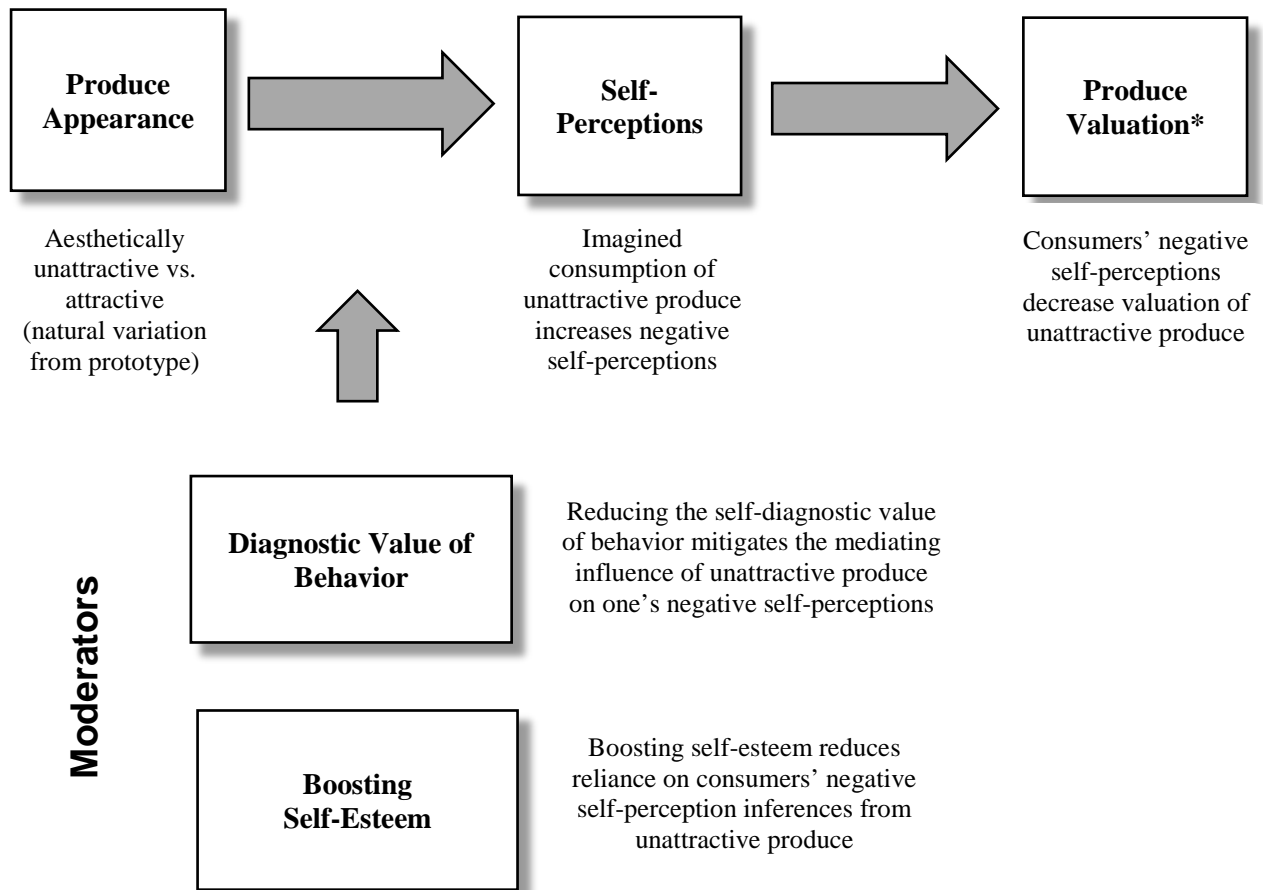 Produce
Appearance
Self-
Perceptions
Produce
Valuation*
Aesthetically
unattractive vs.
attractive
(natural variation
from prototype)
Imagined
consumption of
unattractive produce
increases negative
self-perceptions
Consumers’ negative
self-perceptions
decrease valuation of
unattractive produce
Moderators
Diagnostic Value of
Behavior
Reducing the self-diagnostic value
of behavior mitigates the mediating
influence of unattractive produce
on one’s negative self-perceptions
Boosting
Self-Esteem
Boosting self-esteem reduces
reliance on consumers’ negative
self-perception inferences from
unattractive produce